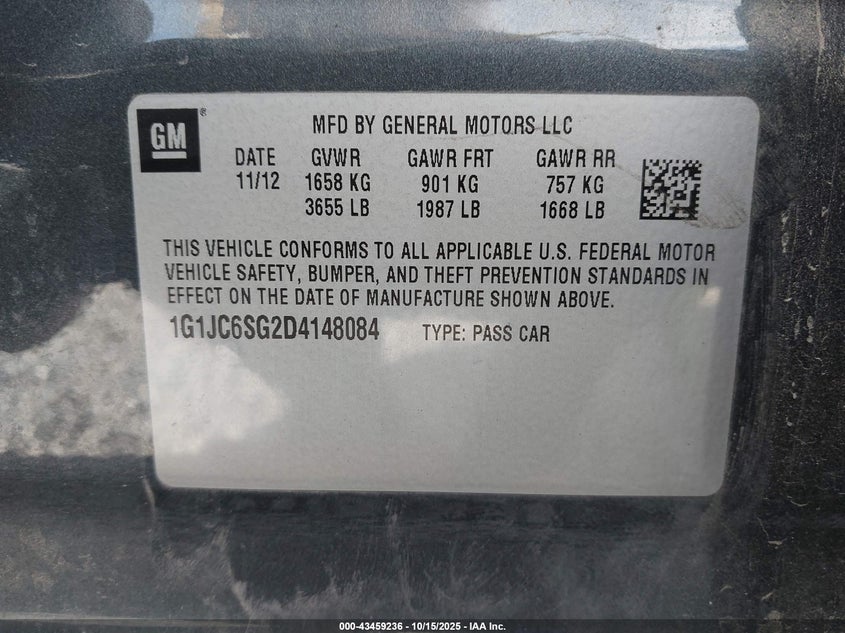 GM®
MFD BY GENERAL MOTORS LLC
DATE GVWR GAWR FRT GAWR RR
11/12 1658 KG 901 KG 757 KG
3655 LB 1987 LB 1668 LB
THIS VEHICLE CONFORMS TO ALL APPLICABLE U.S. FEDERAL MOTOR
VEHICLE SAFETY, BUMPER, AND THEFT PREVENTION STANDARDS IN
EFFECT ON THE DATE OF MANUFACTURE SHOWN ABOVE.
1G1JC6SG2D4148084 TYPE: PASS CAR
000-43459236 - 10/15/2025 - IAA Inc.